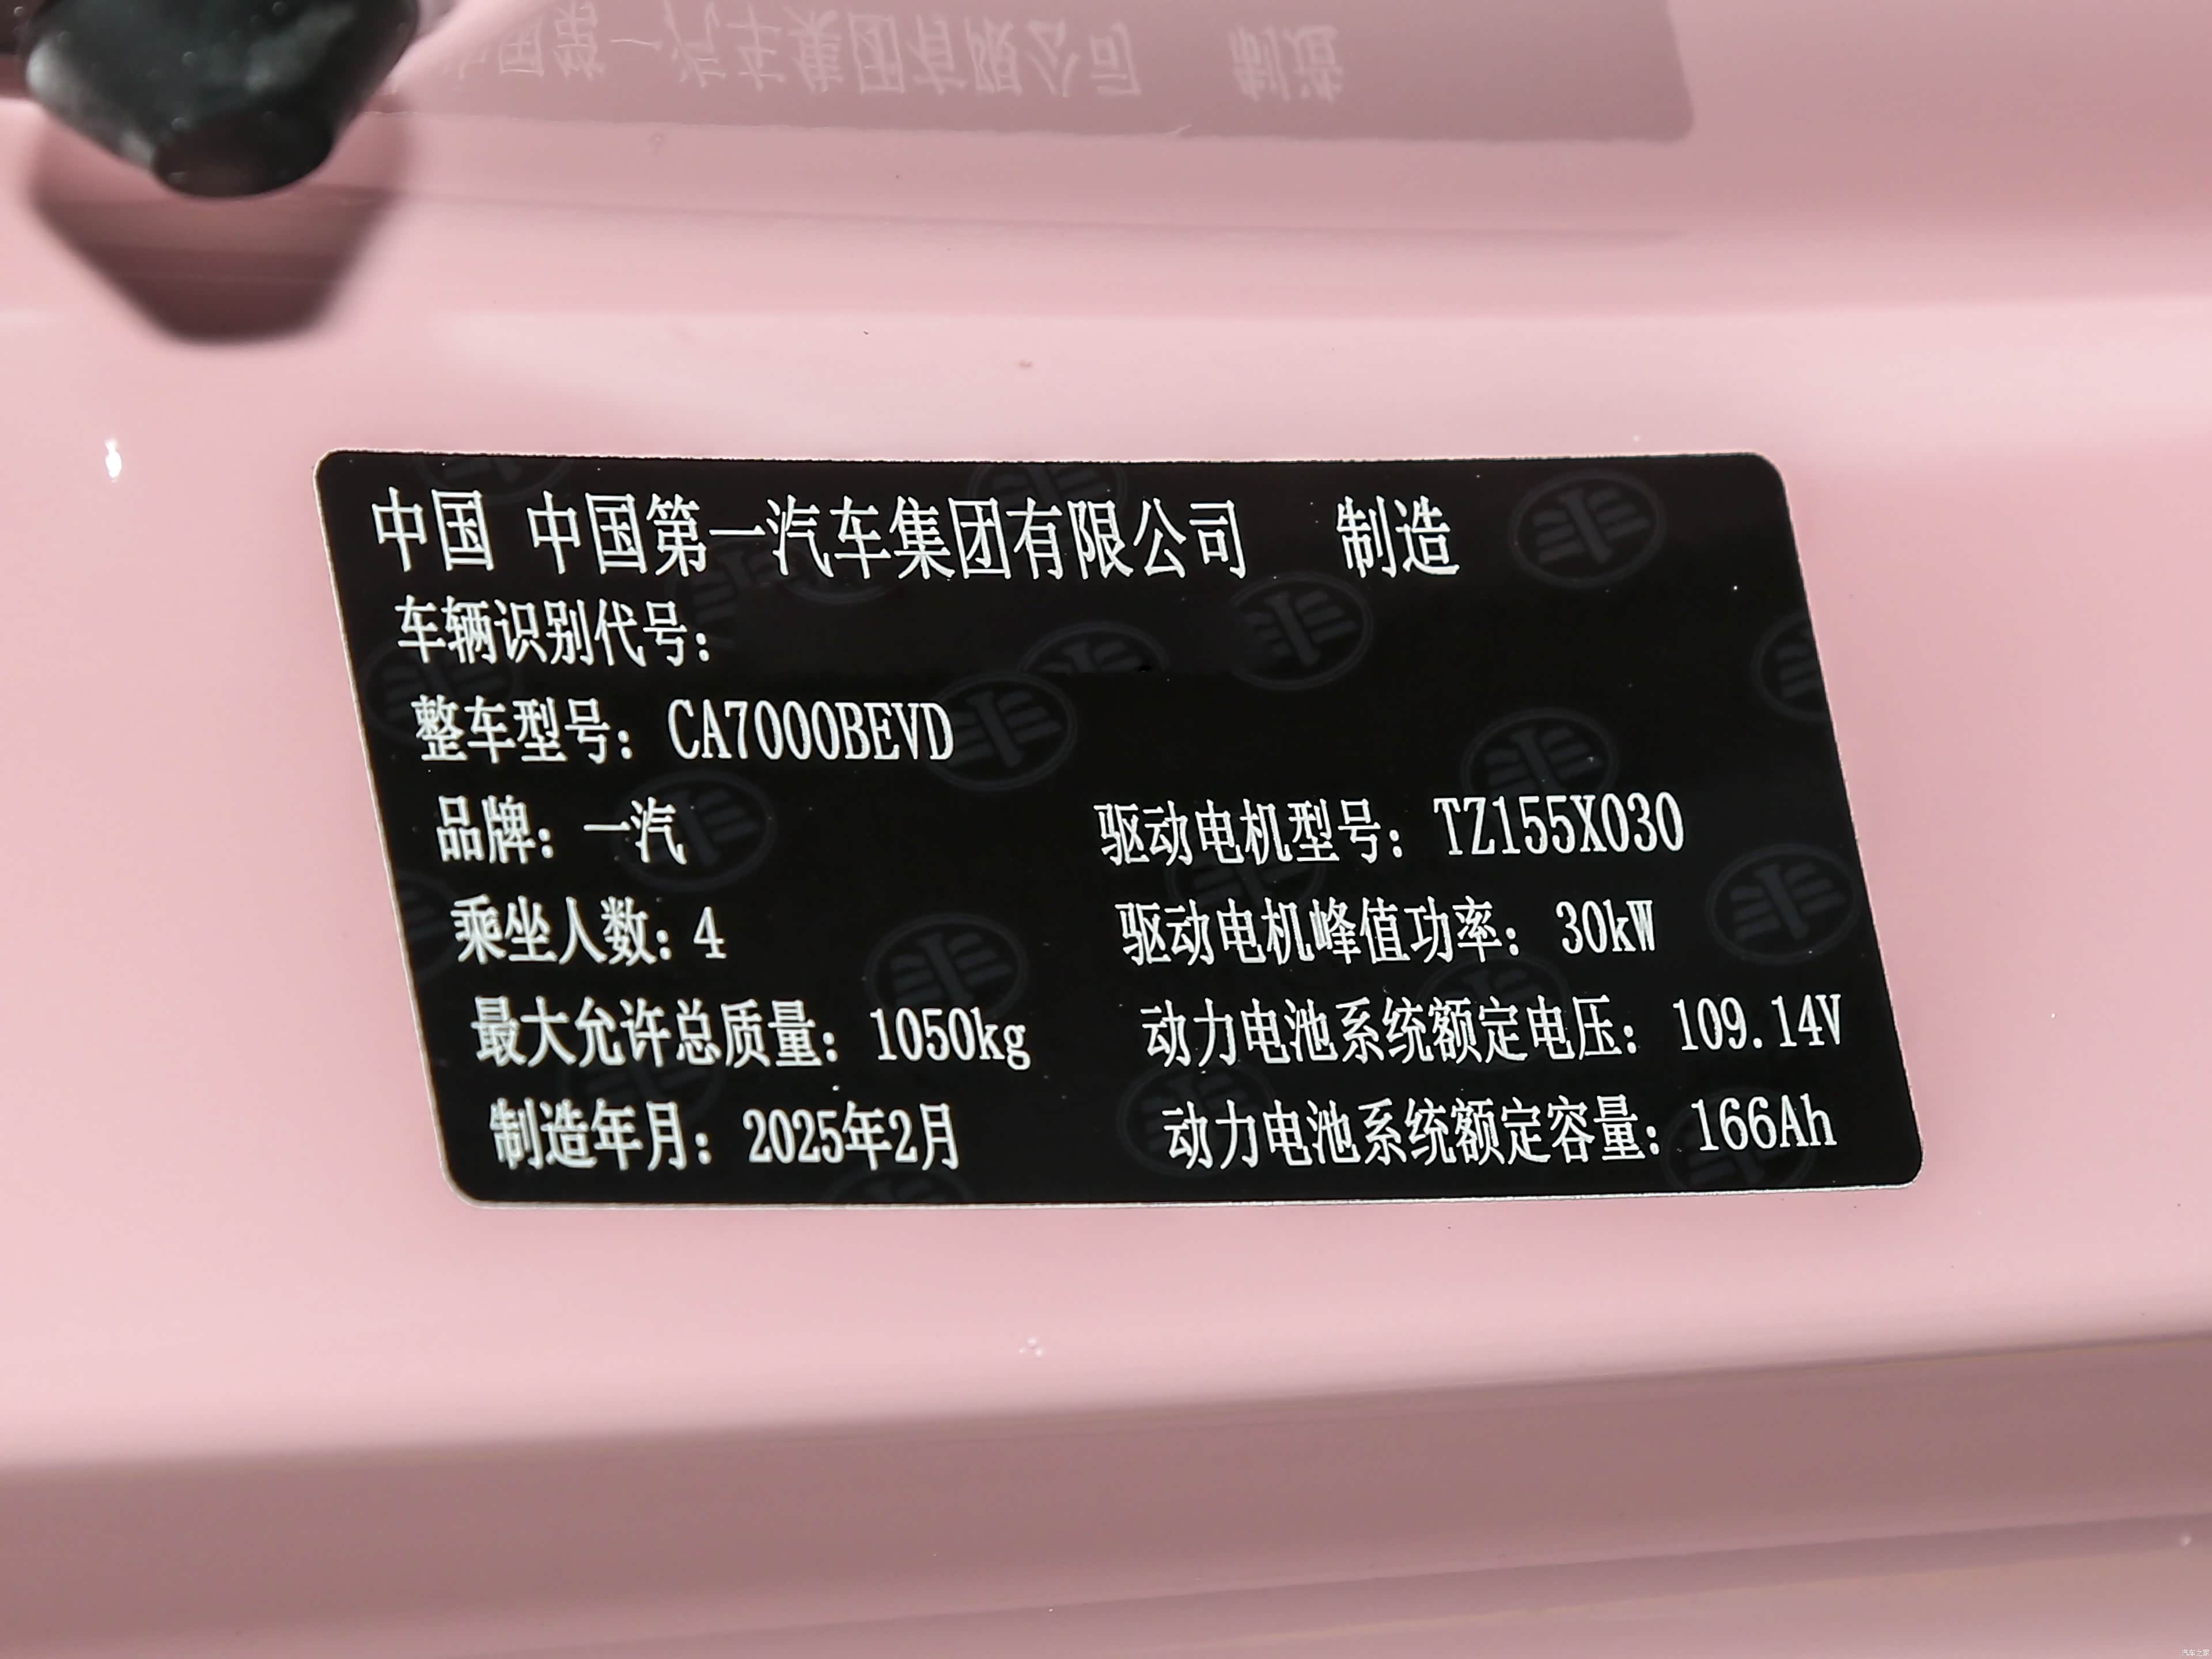 中国 中国第一汽车集团有限公司 制造
车辆识别代号:
整车型号: CA7000BEVD
品牌: 一汽 驱动电机型号: TZ155X030
乘坐人数: 4 驱动电机峰值功率: 30kW
最大允许总质量: 1050kg 动力电池系统额定电压: 109.14V
制造年月: 2025年2月 动力电池系统额定容量: 166Ah
汽车之家